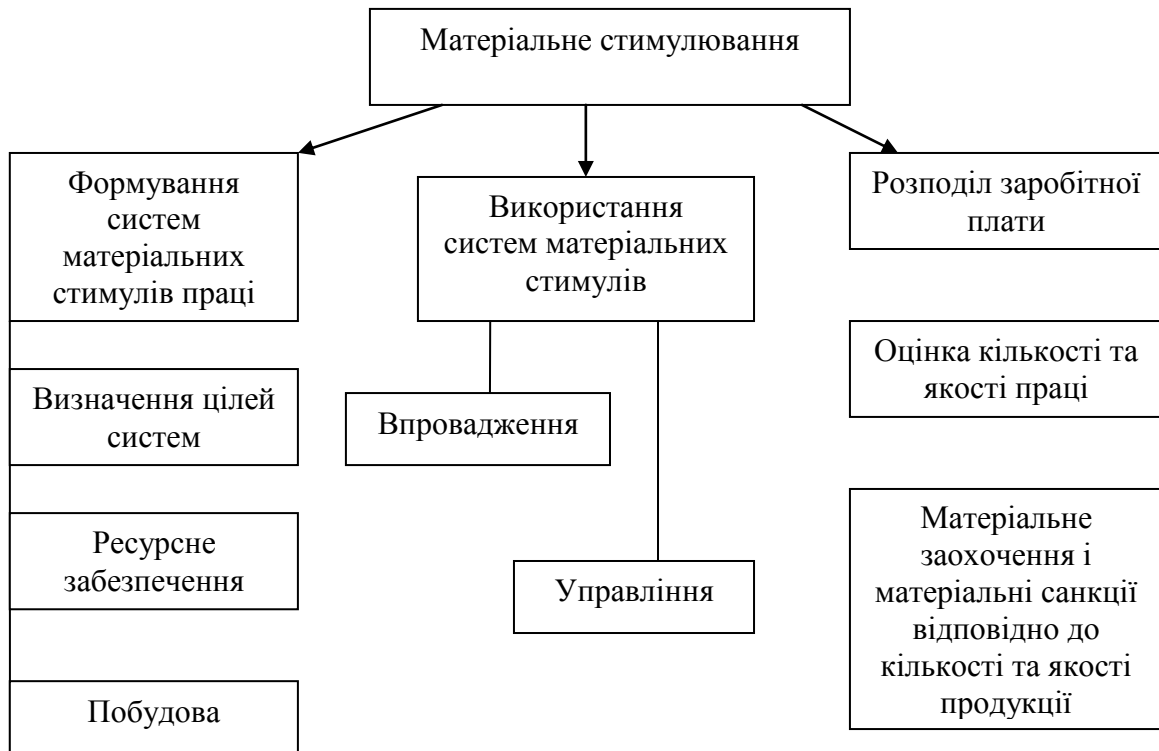 Матеріальне стимулювання
Формування
систем
матеріальних
стимулів праці
Використання
систем матеріальних
стимулів
Розподіл заробітної
плати
Визначення цілей
систем
Впровадження
Оцінка кількості та
якості праці
Ресурсне
забезпечення
Управління
Матеріальне
заохочення і
матеріальні санкції
відповідно до
кількості та якості
продукції
Побудова